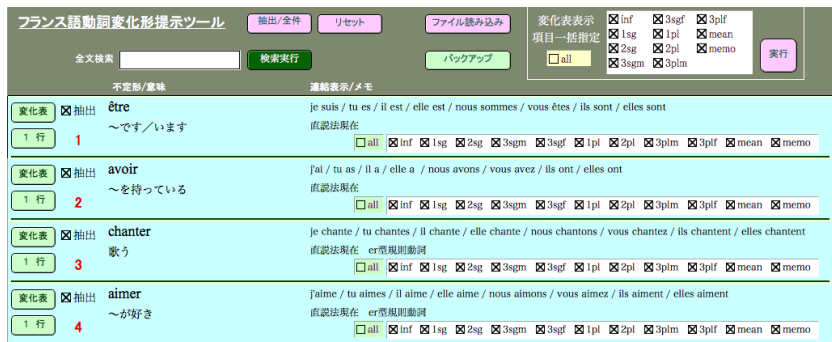 フランス語動詞変化形提示ツール 抽出/全件 リセット ファイル読み込み 変化表表示 inf 3sgf 3plf
項目一括指定 1sg 1pl mean
全文検索 検索実行 バックアップ all 2sg 2pl memo 実行
3sgm 3plm
不定形/意味 連結表示/メモ
変化表 抽出 être je suis / tu es / il est / elle est / nous sommes / vous êtes / ils sont / elles sont
1 行 1 〜です／います 直説法現在
all inf 1sg 2sg 3sgm 3sgf 1pl 2pl 3plm 3plf mean memo
変化表 抽出 avoir j'ai / tu as / il a / elle a / nous avons / vous avez / ils ont / elles ont
1 行 2 〜を持っている 直説法現在
all inf 1sg 2sg 3sgm 3sgf 1pl 2pl 3plm 3plf mean memo
変化表 抽出 chanter je chante / tu chantes / il chante / elle chante / nous chantons / vous chantez / ils chantent / elles chantent
1 行 3 歌う 直説法現在 er型規則動詞
all inf 1sg 2sg 3sgm 3sgf 1pl 2pl 3plm 3plf mean memo
変化表 抽出 aimer j'aime / tu aimes / il aime / elle aime / nous aimons / vous aimez / ils aiment / elles aiment
1 行 4 〜が好き 直説法現在 er型規則動詞
all inf 1sg 2sg 3sgm 3sgf 1pl 2pl 3plm 3plf mean memo